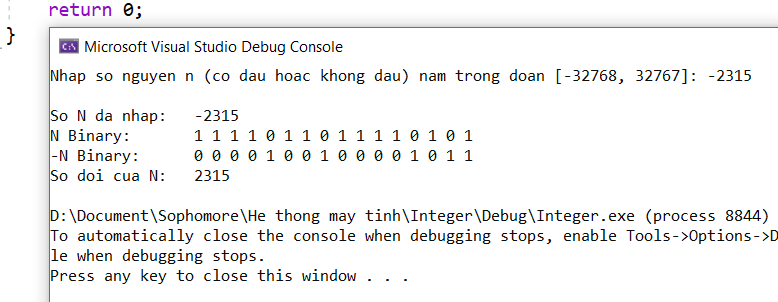 return 0;
}
Microsoft Visual Studio Debug Console
Nhap so nguyen n (co dau hoac khong dau) nam trong doan [-32768, 32767]: -2315
So N da nhap: -2315
N Binary: 1 1 1 1 0 1 1 0 1 1 1 1 0 1 0 1
-N Binary: 0 0 0 0 1 0 0 1 0 0 0 0 1 0 1 1
So doi cua N: 2315
D:\Document\Sophomore\He thong may tinh\Integer\Debug\Integer.exe (process 8844)
To automatically close the console when debugging stops, enable Tools->Options->D
le when debugging stops.
Press any key to close this window . . .